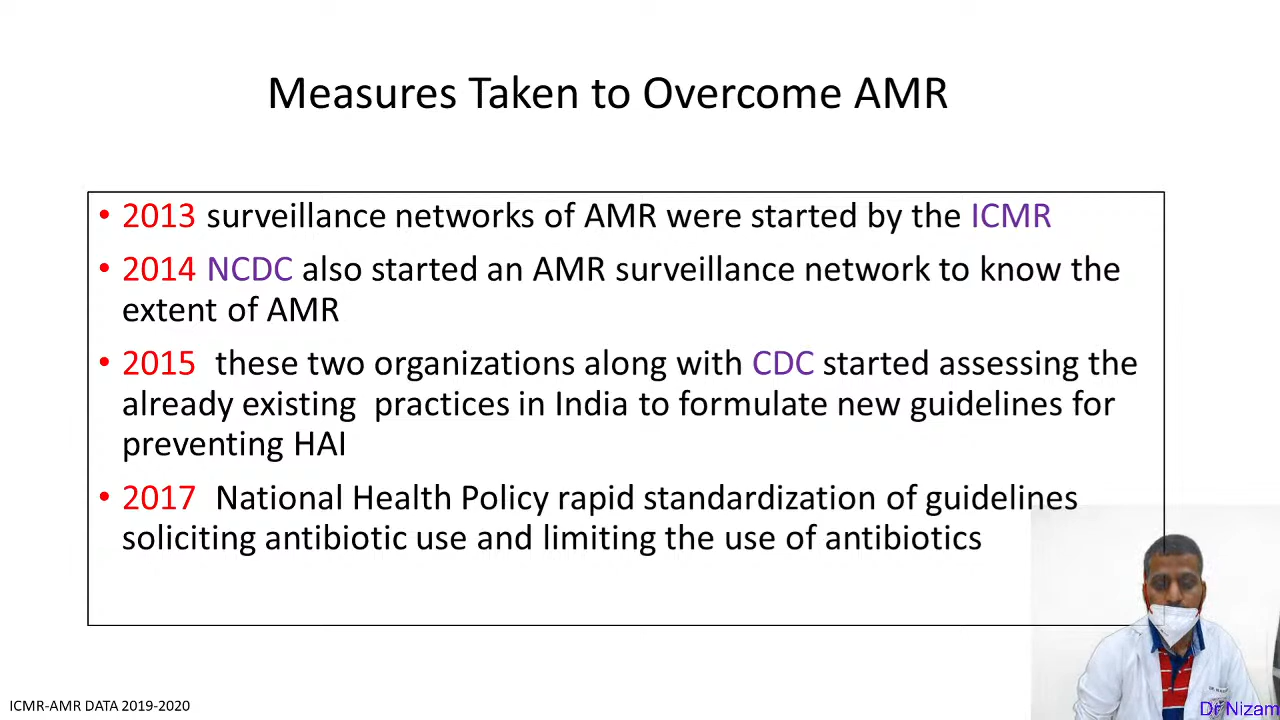 Measures Taken to Overcome AMR
• 2013 surveillance networks of AMR were started by the ICMR
• 2014 NCDC also started an AMR surveillance network to know the
extent of AMR
• 2015 these two organizations along with CDC started assessing the
already existing practices in India to formulate new guidelines for
preventing HAI
• 2017 National Health Policy rapid standardization of guidelines
soliciting antibiotic use and limiting the use of antibiotics
ICMR-AMR DATA 2019-2020
Dr Nizam